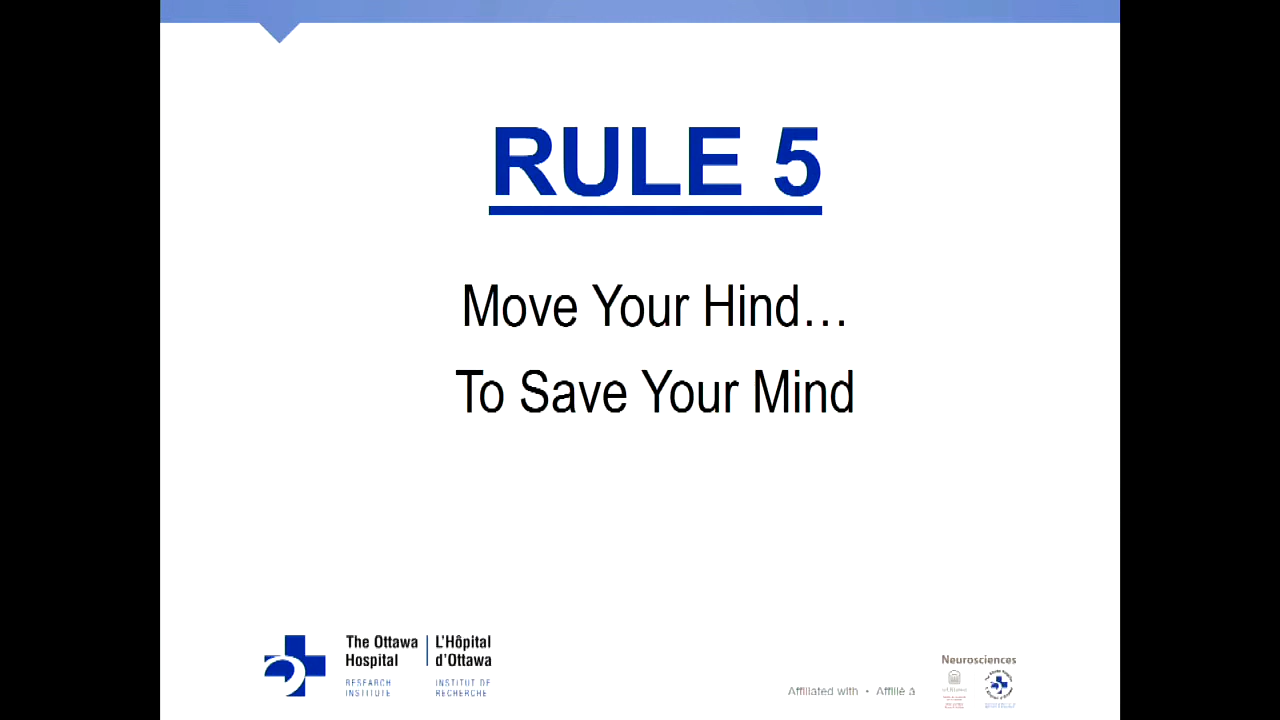 RULE 5
Move Your Hind...
To Save Your Mind
The Ottawa Hospital
L'Hôpital d'Ottawa
RESEARCH INSTITUTE
INSTITUT DE RECHERCHE
Neurosciences
Affiliated with • Affilié à
uOttawa